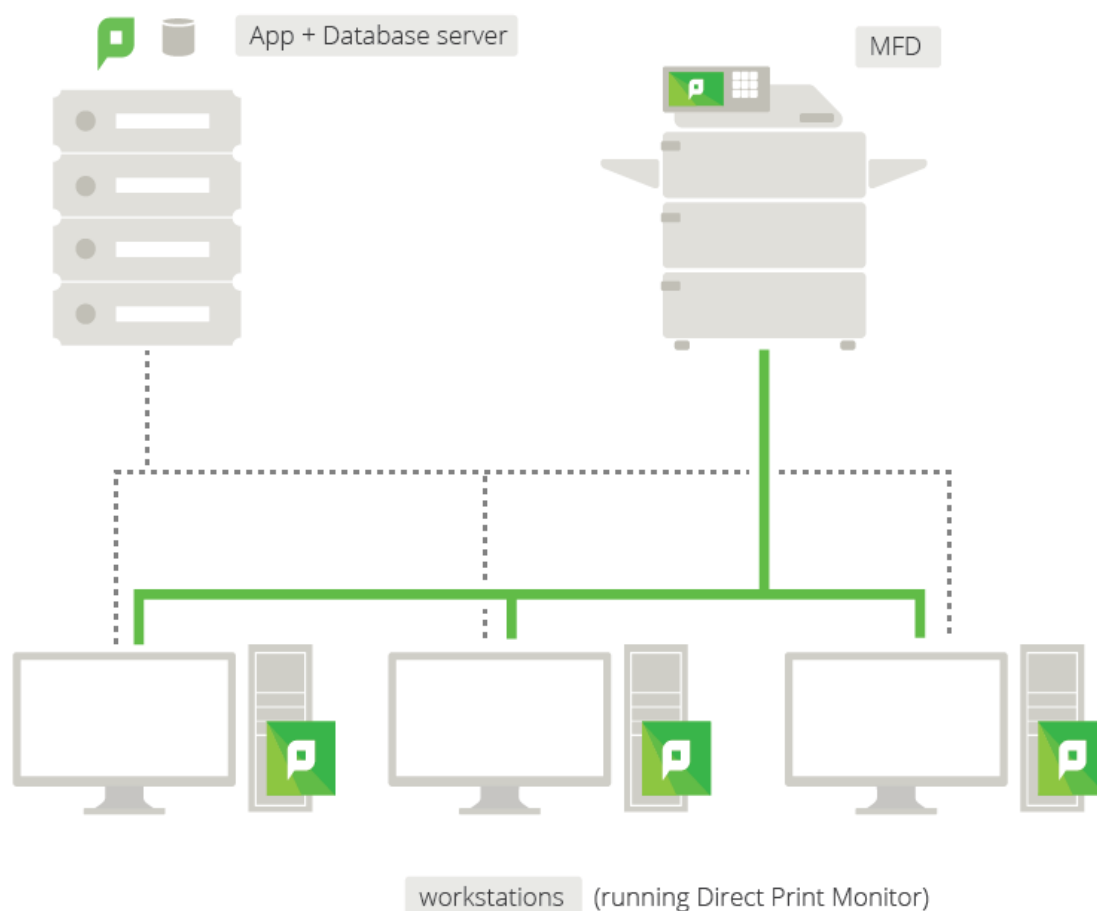 App + Database server
MFD
workstations (running Direct Print Monitor)